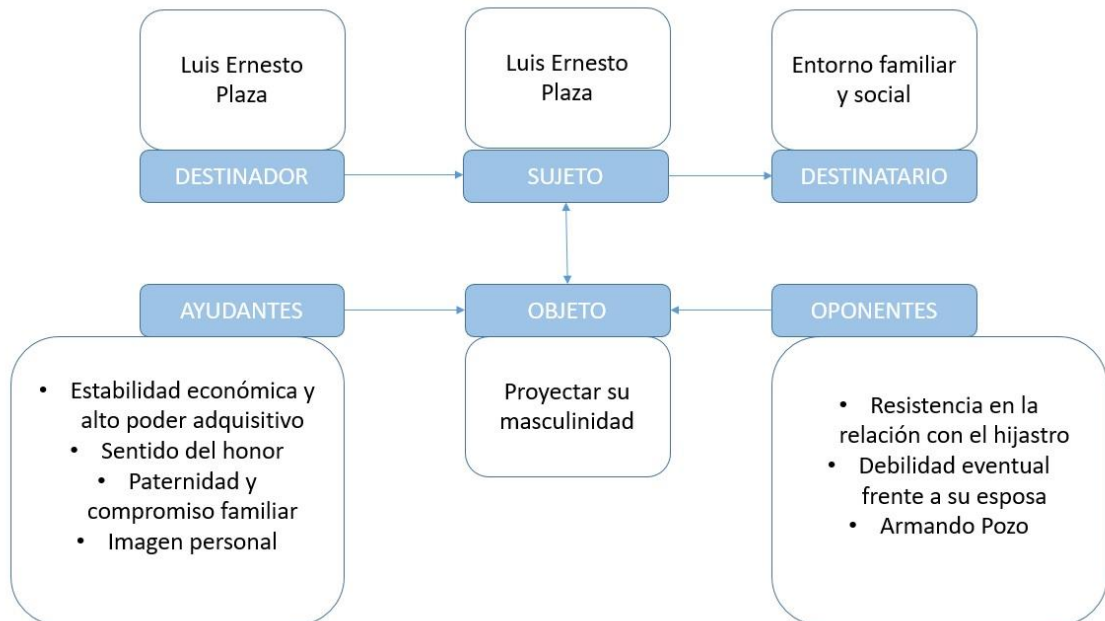 Luis Ernesto
Plaza
Luis Ernesto
Plaza
Entorno familiar
y social
DESTINADOR
SUJETO
DESTINATARIO
AYUDANTES
OBJETO
OPONENTES
• Estabilidad económica y
alto poder adquisitivo
• Sentido del honor
• Paternidad y
compromiso familiar
• Imagen personal
Proyectar su
masculinidad
• Resistencia en la
relación con el hijastro
• Debilidad eventual
frente a su esposa
• Armando Pozo